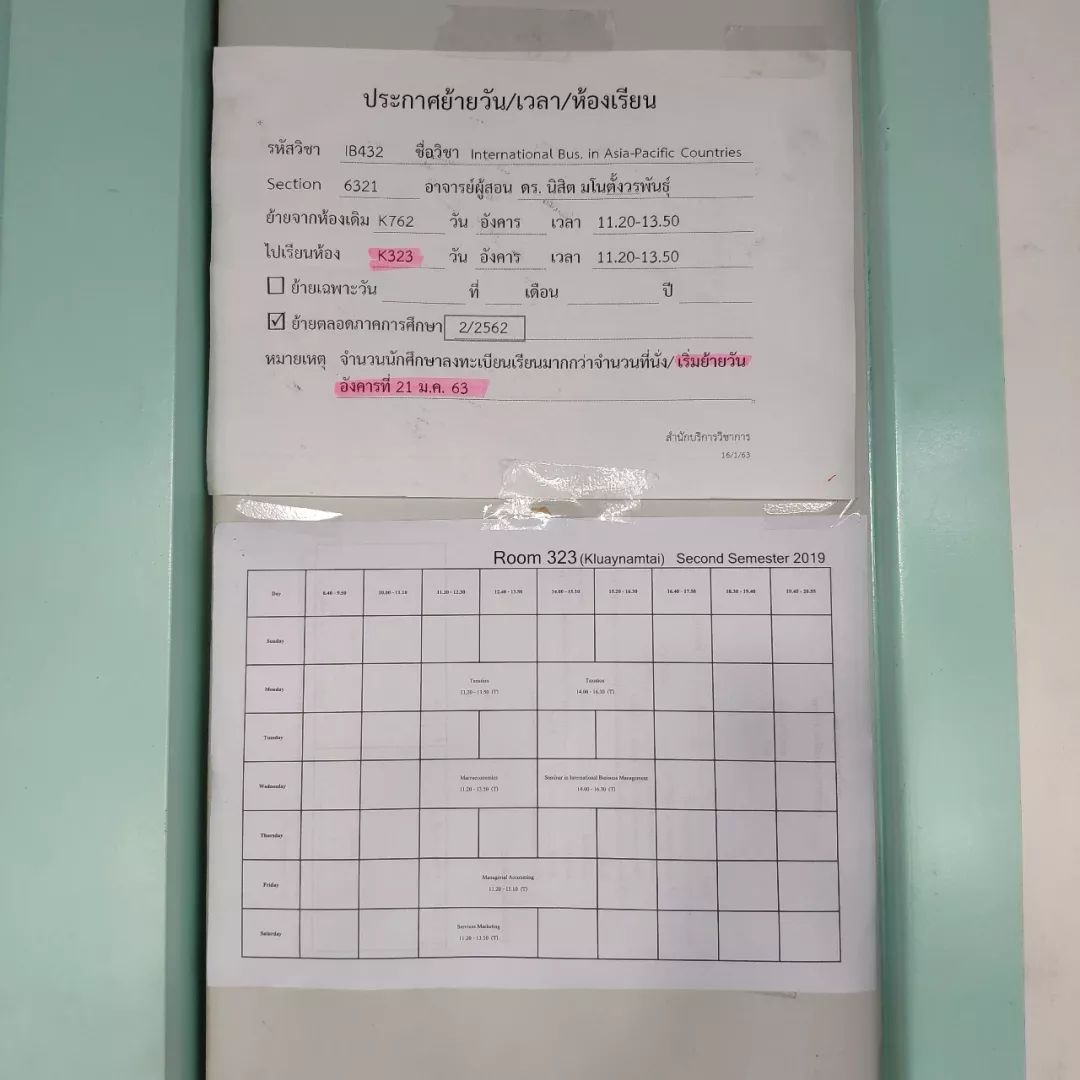 ประกาศย้ายวัน/เวลา/ห้องเรียน
รหัสวิชา IB432 ชื่อวิชา International Bus. in Asia-Pacific Countries
Section 6321 อาจารย์ผู้สอน ดร. นิสิต มโนตั้งวรพันธุ์
ย้ายจากห้องเดิม K762 วัน อังคาร เวลา 11.20-13.50
ไปเรียนห้อง K323 วัน อังคาร เวลา 11.20-13.50
ย้ายเฉพาะวัน ที่ เดือน ปี
ย้ายตลอดภาคการศึกษา 2/2562
หมายเหตุ จำนวนนักศึกษาลงทะเบียนเรียนมากกว่าจำนวนที่นั่ง/ เริ่มย้ายวัน
อังคารที่ 21 ม.ค. 63
สำนักบริการวิชาการ
16/1/63
Room 323 (Kluaynamtai) Second Semester 2019
Day 8.40 - 9.50 10.00 - 11.10 11.20 - 12.30 12.40 - 13.50 14.00 - 15.10 15.20 - 16.30 16.40 - 17.50 18.30 - 19.40
Sunday
Monday
11.20 - 13.50 (T) 14.00 - 16.30 (T)
Tuesday
Wednesday
Macroeconomics Seminar in International Business Management
11.20 - 13.50 (T) 14.00 - 16.30 (T)
Thursday
Friday
Managerial Accounting
11.20 - 15.10 (T)
Saturday
Services Marketing
11.20 - 13.50 (T)